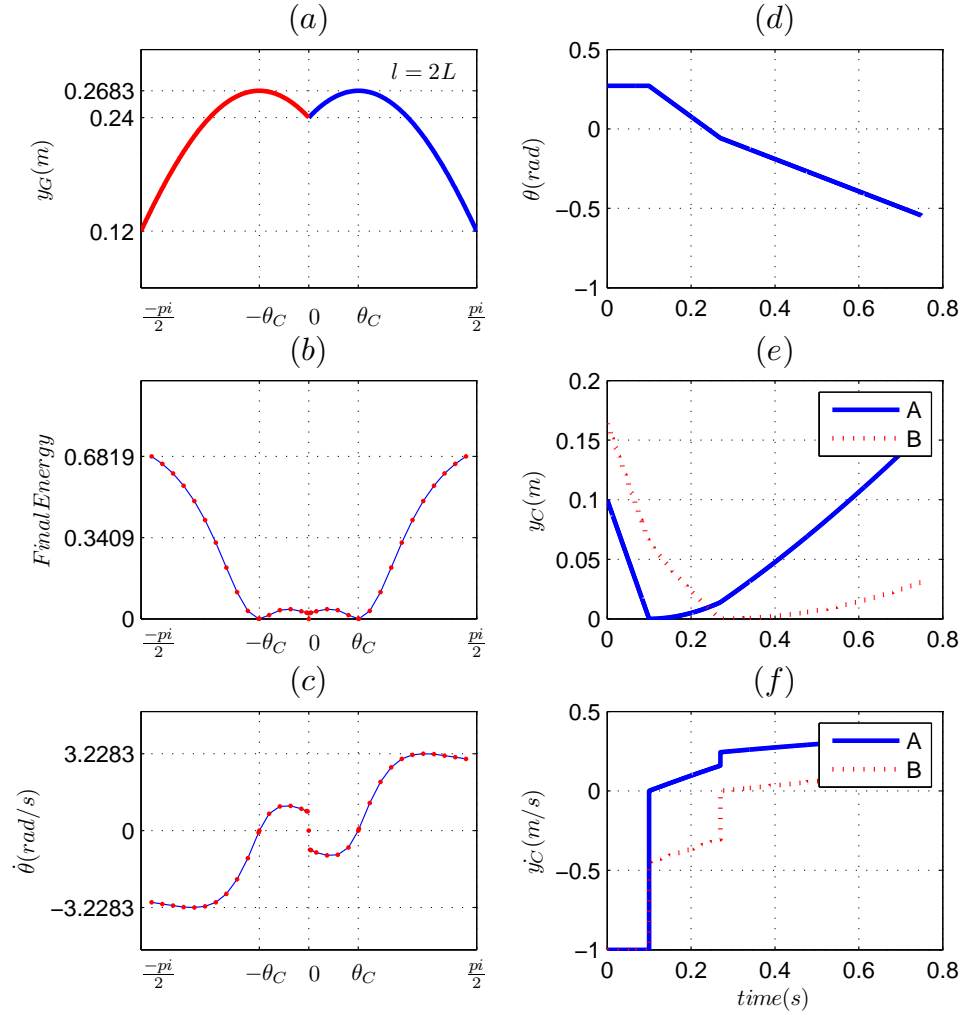 (a)
l = 2L
0.2683
0.24
0.12
y_G(m)
−pi/2
−θ_C
0
θ_C
pi/2
(b)
0.6819
0.3409
0
FinalEnergy
−pi/2
−θ_C
0
θ_C
pi/2
(c)
3.2283
0
−3.2283
θ̇(rad/s)
−pi/2
−θ_C
0
θ_C
pi/2
(d)
0.5
0
−0.5
−1
θ(rad)
0 0.2 0.4 0.6 0.8
(e)
0.2
0.15
0.1
0.05
0
y_C(m)
A
B
0 0.2 0.4 0.6 0.8
(f)
0.5
0
−0.5
−1
ẏ_C(m/s)
A
B
0 0.2 0.4 0.6 0.8
time(s)